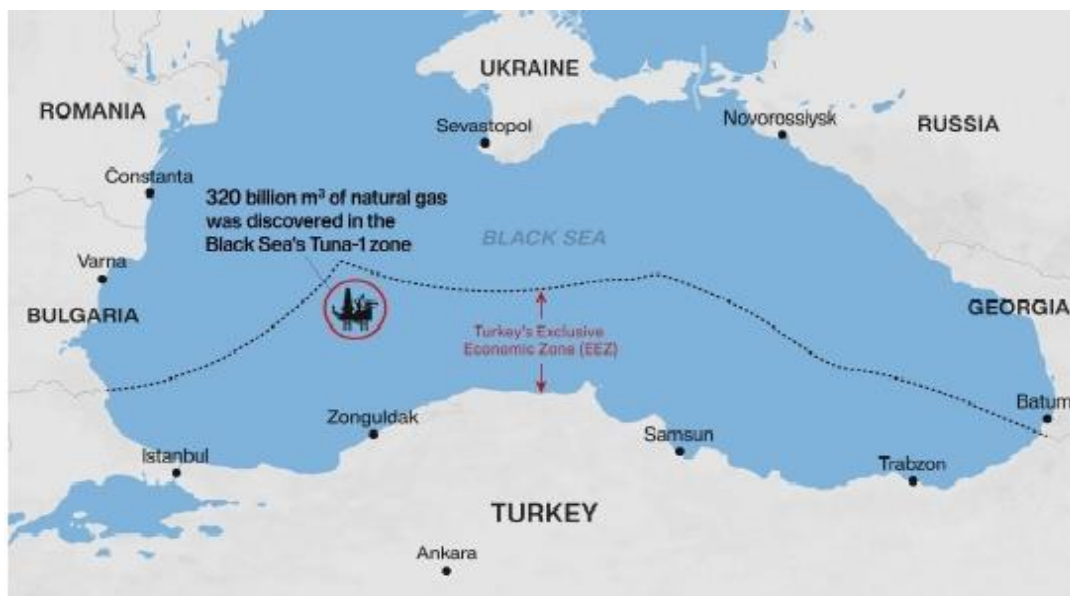 UKRAINE
ROMANIA
Sevastopol
Novorossiysk
RUSSIA
Constanta
320 billion m³ of natural gas
was discovered in the
Black Sea's Tuna-1 zone
BLACK SEA
Varna
BULGARIA
GEORGIA
Turkey's Exclusive
Economic Zone (EEZ)
Batum
Zonguldak
Samsun
Istanbul
Trabzon
TURKEY
Ankara